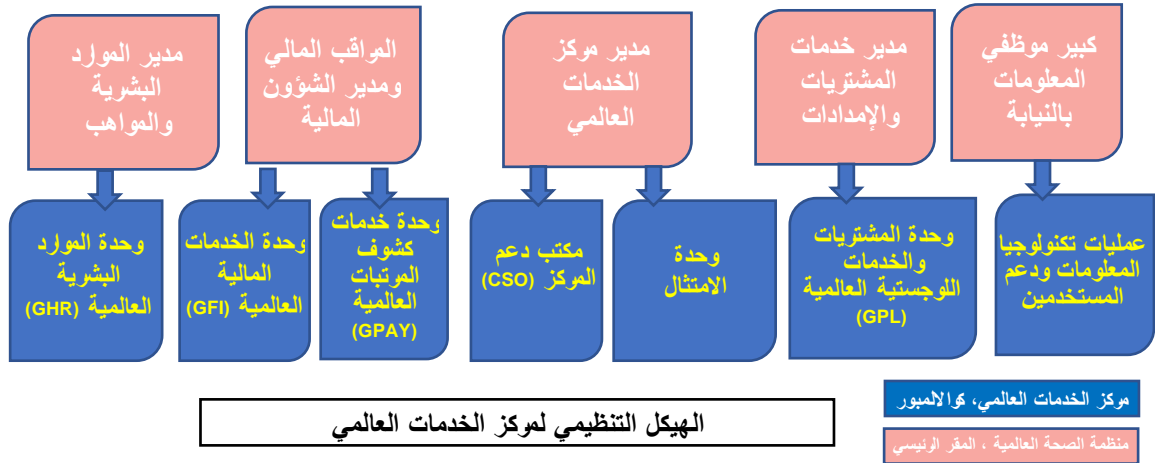 كبير موظفي
المعلومات
بالنيابة
مدير خدمات
المشتريات
والإمدادات
مدير مركز
الخدمات
العالمي
المراقب المالي
ومدير الشؤون
المالية
مدير الموارد
البشرية
والمواهب
عمليات تكنولوجيا
المعلومات ودعم
المستخدمين
وحدة المشتريات
والخدمات
اللوجستية العالمية
(GPL)
وحدة
الامتثال
مكتب دعم
المركز (CSO)
وحدة خدمات
كشوف
المرتبات
العالمية
(GPAY)
وحدة الخدمات
المالية
العالمية (GFI)
وحدة الموارد
البشرية
العالمية (GHR)
مركز الخدمات العالمي، كوالالمبور
منظمة الصحة العالمية ، المقر الرئيسي
الهيكل التنظيمي لمركز الخدمات العالمي